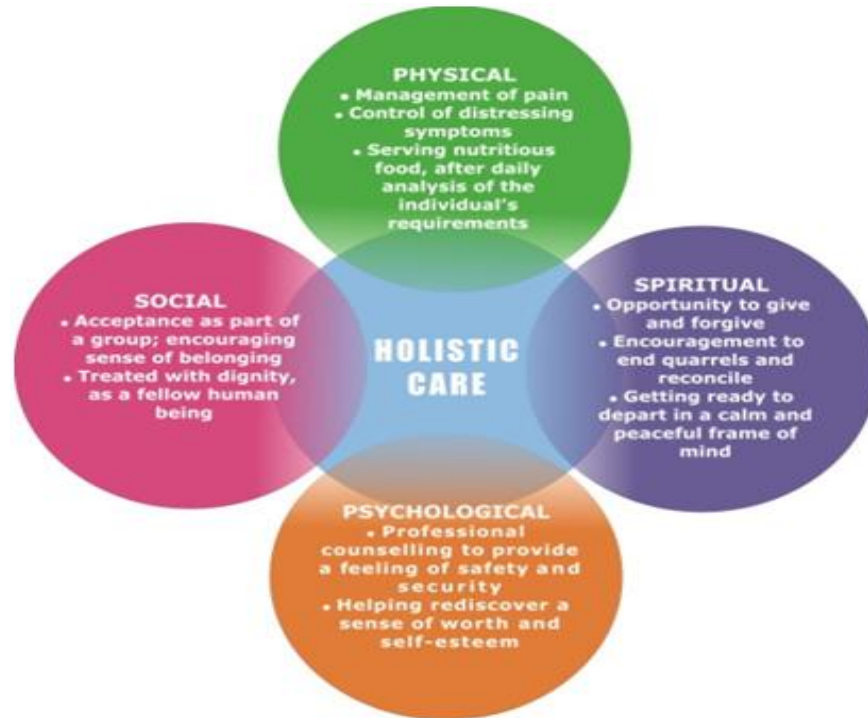 PHYSICAL
• Management of pain
• Control of distressing
symptoms
• Serving nutritious
food, after daily
analysis of the
individual's
requirements
SOCIAL
• Acceptance as part of
a group; encouraging
sense of belonging
• Treated with dignity,
as a fellow human
being
HOLISTIC
CARE
SPIRITUAL
• Opportunity to give
and forgive
• Encouragement to
end quarrels and
reconcile
• Getting ready to
depart in a calm and
peaceful frame of
mind
PSYCHOLOGICAL
• Professional
counselling to provide
a feeling of safety and
security
• Helping rediscover a
sense of worth and
self-esteem